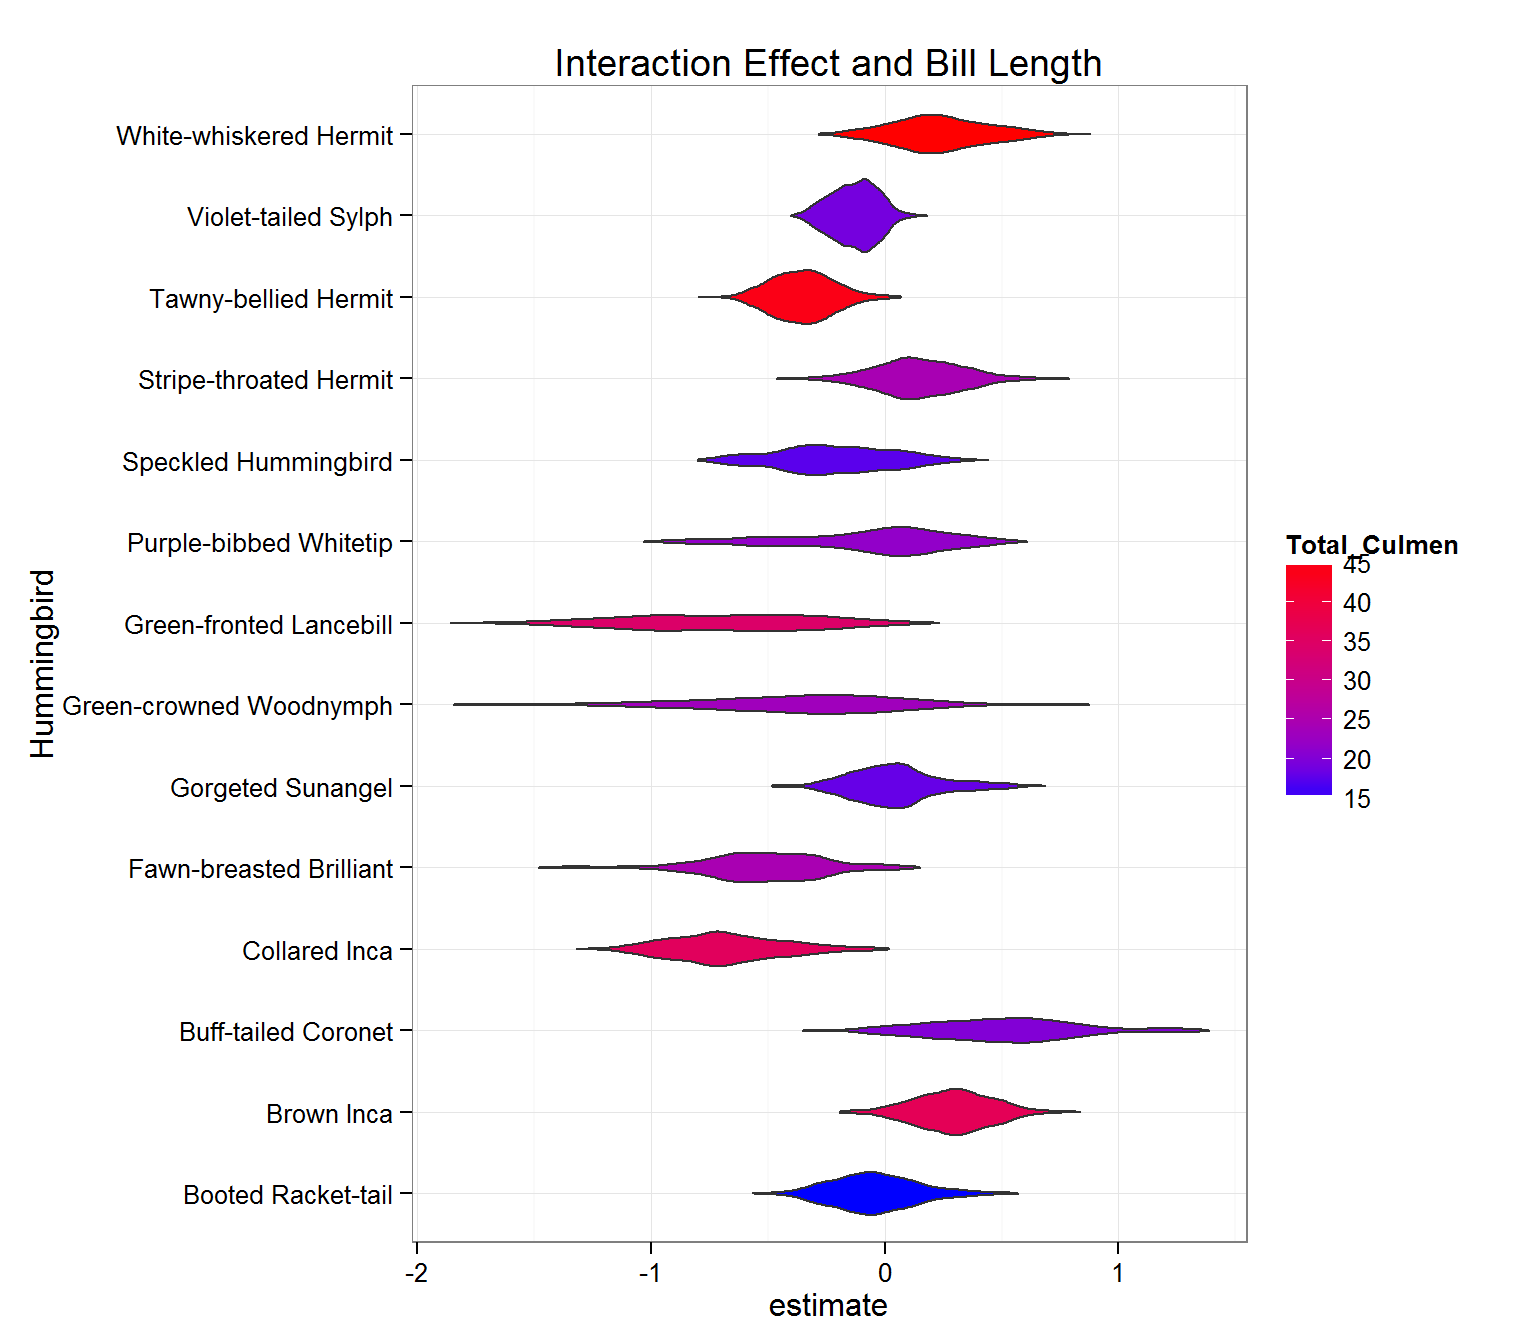 Interaction Effect and Bill Length
White-whiskered Hermit
Violet-tailed Sylph
Tawny-bellied Hermit
Stripe-throated Hermit
Speckled Hummingbird
Purple-bibbed Whitetip
Green-fronted Lancebill
Green-crowned Woodnymph
Gorgeted Sunangel
Fawn-breasted Brilliant
Collared Inca
Buff-tailed Coronet
Brown Inca
Booted Racket-tail
Hummingbird
-2 -1 0 1
estimate
Total_Culmen
45
40
35
30
25
20
15